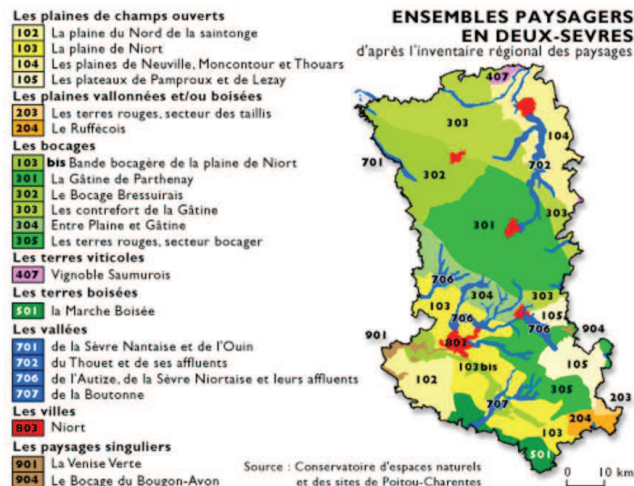 Les plaines de champs ouverts
102 La plaine du Nord de la saintonge
103 La plaine de Niort
104 Les plaines de Neuville, Moncontour et Thouars
105 Les plateaux de Pamproux et de Lezay
Les plaines vallonnées et/ou boisées
203 Les terres rouges, secteur des taillis
204 Le Ruffécois
Les bocages
103 bis Bande bocagère de la plaine de Niort
301 La Gâtine de Parthenay
302 Le Bocage Bressuirais
303 Les contrefort de la Gâtine
304 Entre Plaine et Gâtine
305 Les terres rouges, secteur bocager
Les terres viticoles
407 Vignoble Saumurois
Les terres boisées
501 la Marche Boisée
Les vallées
701 de la Sèvre Nantaise et de l'Ouin
702 du Thouet et de ses affluents
706 de l'Autize, de la Sèvre Niortaise et leurs affluents
707 de la Boutonne
Les villes
803 Niort
Les paysages singuliers
901 La Venise Verte
904 Le Bocage du Bougon-Avon
ENSEMBLES PAYSAGERS
EN DEUX-SEVRES
d'après l'inventaire régional des paysages
407
303
104
701
702
302
301
303
706
304
303
103
706
105
706
904
901
803
105
102
103bis
305
707
203
204
103
501
Source : Conservatoire d'espaces naturels
et des sites de Poitou-Charentes
0 10 km